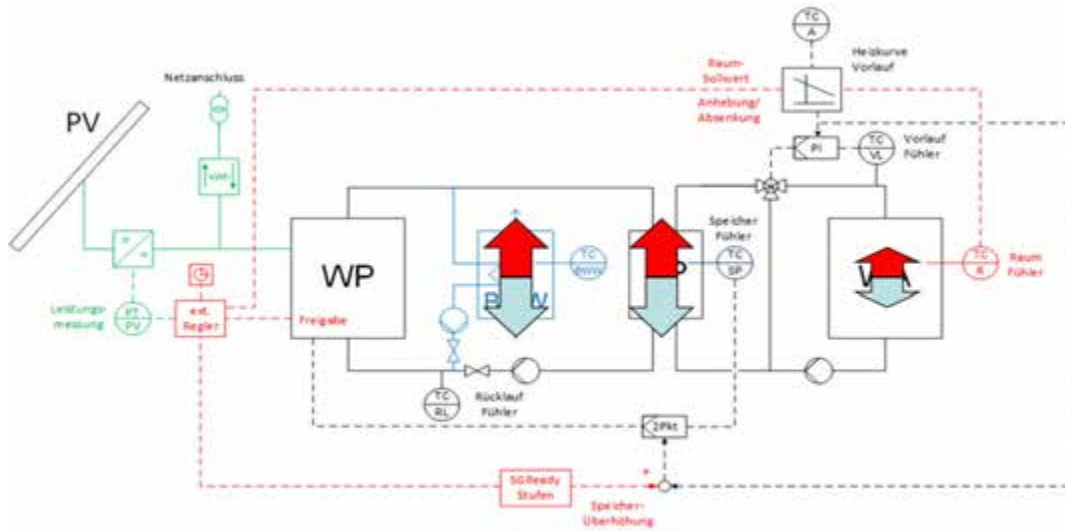 TC
A
Heizkurve
Vorlauf
Raum-
Sollwert
Anhebung/
Absenkung
Netzanschluss
PV
kWh
PI
TC
VL
Vorlauf
Fühler
WP
TC
Speicher
Fühler
TC
SP
TC
R
Raum
Fühler
Leistungs-
messung
PT
PV
ext.
Regler
Freigabe
TC
RL
Rücklauf
Fühler
2Pkt
SGReady
Stufen
+
Speicher-
Überhöhung